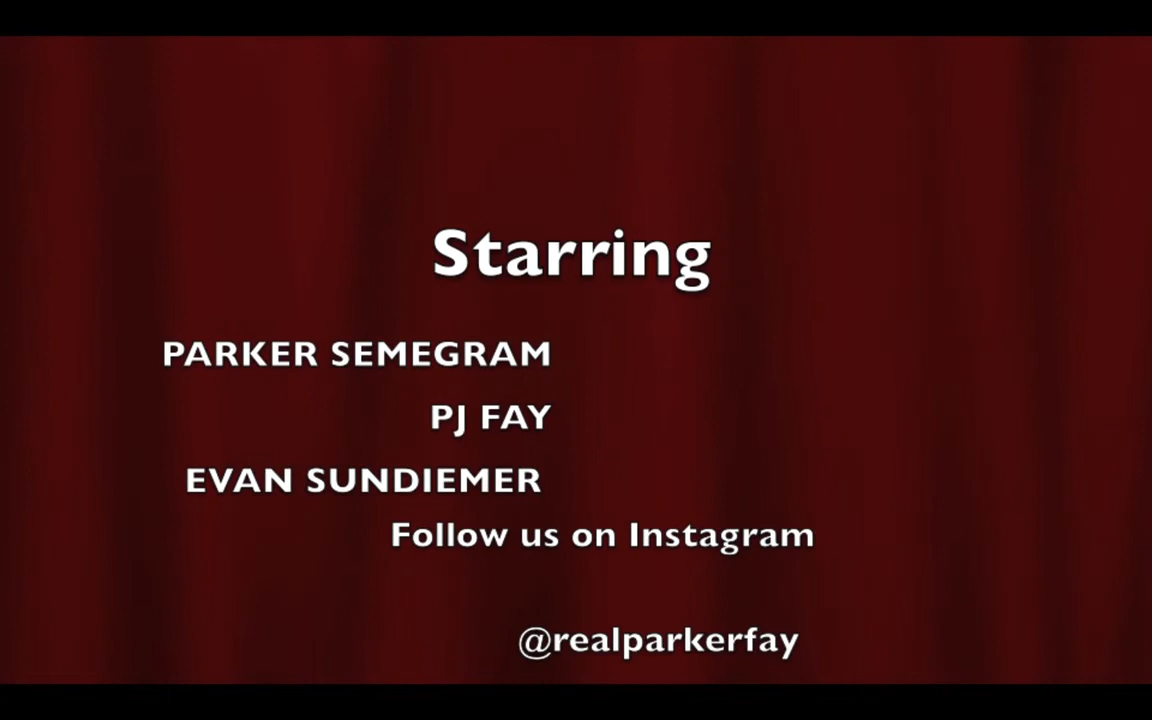 Starring
PARKER SEMEGRAM
PJ FAY
EVAN SUNDIEMER
Follow us on Instagram
@realparkerfay